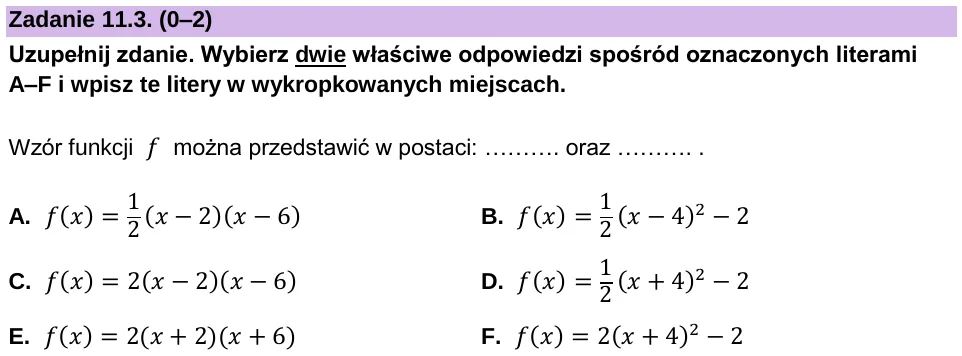 Zadanie 11.3. (0–2)
Uzupełnij zdanie. Wybierz dwie właściwe odpowiedzi spośród oznaczonych literami
A–F i wpisz te litery w wykropkowanych miejscach.
Wzór funkcji f można przedstawić w postaci: ………. oraz ………. .
A. f(x) = 1/2 (x − 2)(x − 6)
B. f(x) = 1/2 (x − 4)² − 2
C. f(x) = 2(x − 2)(x − 6)
D. f(x) = 1/2 (x + 4)² − 2
E. f(x) = 2(x + 2)(x + 6)
F. f(x) = 2(x + 4)² − 2